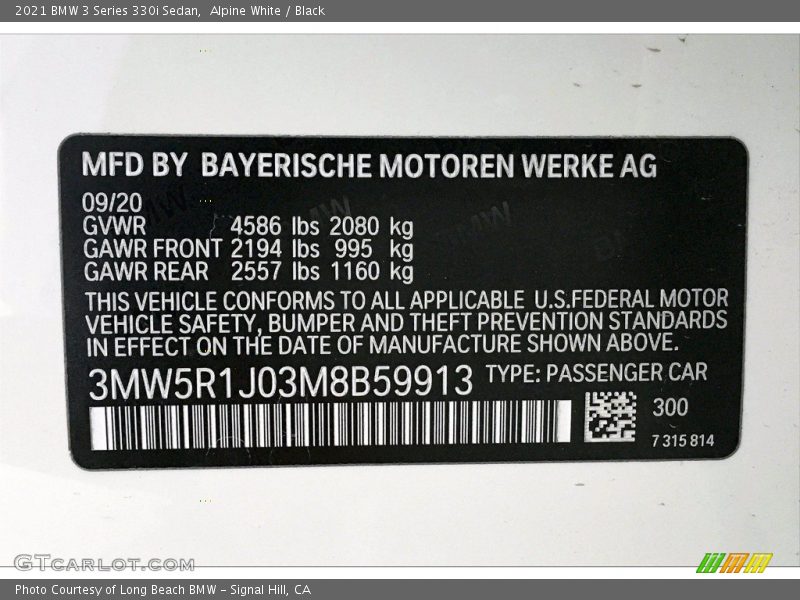 2021 BMW 3 Series 330i Sedan,  Alpine White / Black
MFD BY BAYERISCHE MOTOREN WERKE AG
09/20
GVWR 4586 lbs 2080 kg
GAWR FRONT 2194 lbs 995 kg
GAWR REAR 2557 lbs 1160 kg
THIS VEHICLE CONFORMS TO ALL APPLICABLE U.S.FEDERAL MOTOR
VEHICLE SAFETY, BUMPER AND THEFT PREVENTION STANDARDS
IN EFFECT ON THE DATE OF MANUFACTURE SHOWN ABOVE.
3MW5R1J03M8B59913 TYPE: PASSENGER CAR
300
7 315 814
GTCARLOT.COM
Photo Courtesy of Long Beach BMW - Signal Hill, CA